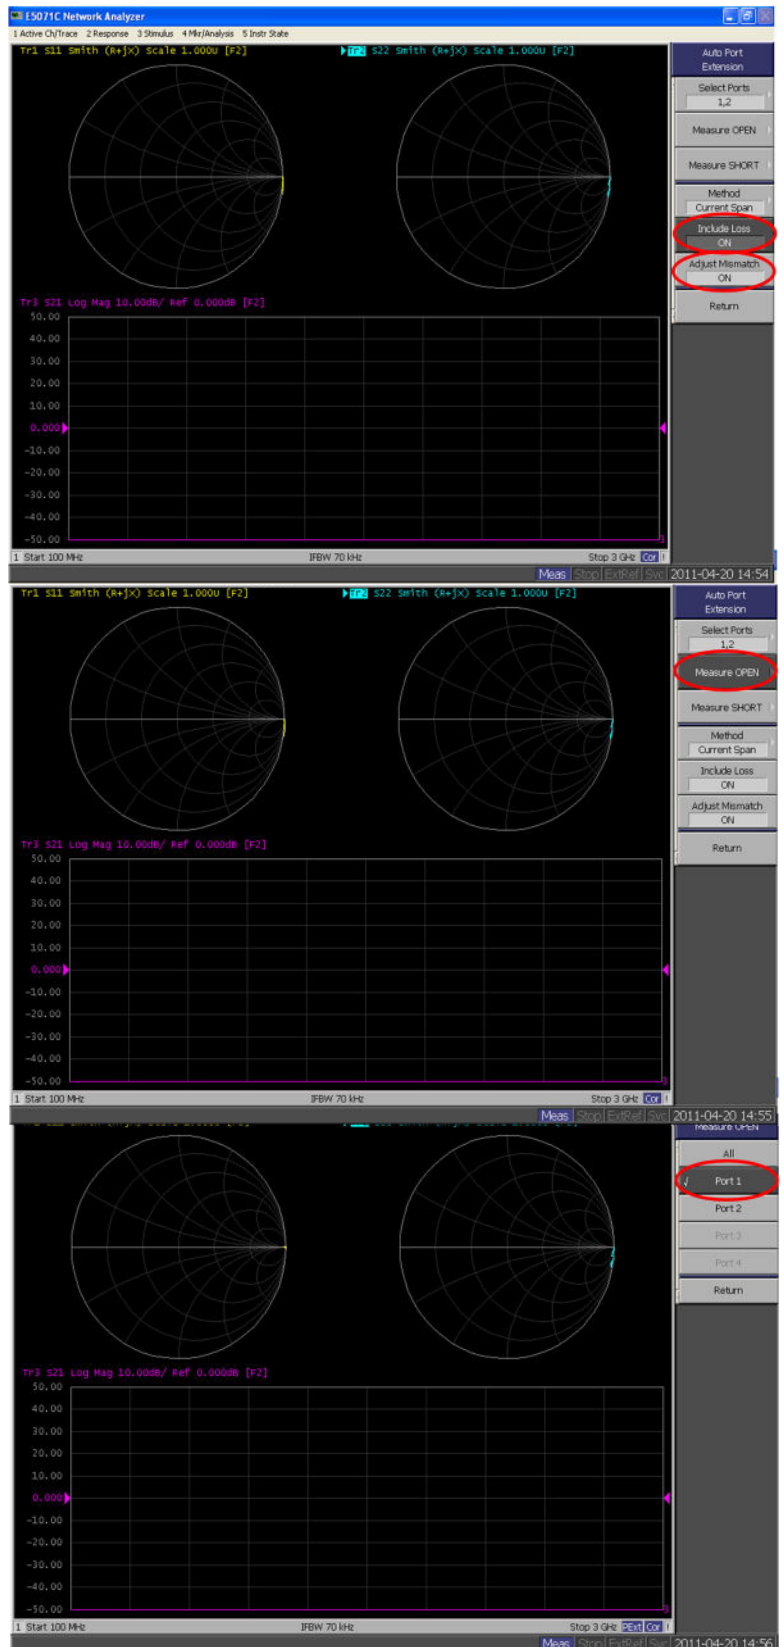 E5071C Network Analyzer
1 Active Ch/Trace 2 Response 3 Stimulus 4 Mkr/Analysis 5 Instr State
Tr1 S11 Smith (R+jX) Scale 1.000U [F2]
Tr2 S22 Smith (R+jX) Scale 1.000U [F2]
Auto Port
Extension
Select Ports
1,2
Measure OPEN
Measure SHORT
Method
Current Span
Include Loss
ON
Adjust Mismatch
ON
Return
Tr3 S21 Log Mag 10.00dB/ Ref 0.000dB [F2]
50.00
40.00
30.00
20.00
10.00
0.000
-10.00
-20.00
-30.00
-40.00
-50.00
3
1 Start 100 MHz IFBW 70 kHz Stop 3 GHz Cor !
Meas Stop ExtRef Svc 2011-04-20 14:54
Tr1 S11 Smith (R+jX) Scale 1.000U [F2]
Tr2 S22 Smith (R+jX) Scale 1.000U [F2]
Auto Port
Extension
Select Ports
1,2
Measure OPEN
Measure SHORT
Method
Current Span
Include Loss
ON
Adjust Mismatch
ON
Return
Tr3 S21 Log Mag 10.00dB/ Ref 0.000dB [F2]
50.00
40.00
30.00
20.00
10.00
0.000
-10.00
-20.00
-30.00
-40.00
-50.00
3
1 Start 100 MHz IFBW 70 kHz Stop 3 GHz Cor !
Meas Stop ExtRef Svc 2011-04-20 14:55
Measure OPEN
All
√ Port 1
Port 2
Port 3
Port 4
Return
Tr3 S21 Log Mag 10.00dB/ Ref 0.000dB [F2]
50.00
40.00
30.00
20.00
10.00
0.000
-10.00
-20.00
-30.00
-40.00
-50.00
3
1 Start 100 MHz IFBW 70 kHz Stop 3 GHz PExt Cor !
Meas Stop ExtRef Svc 2011-04-20 14:56